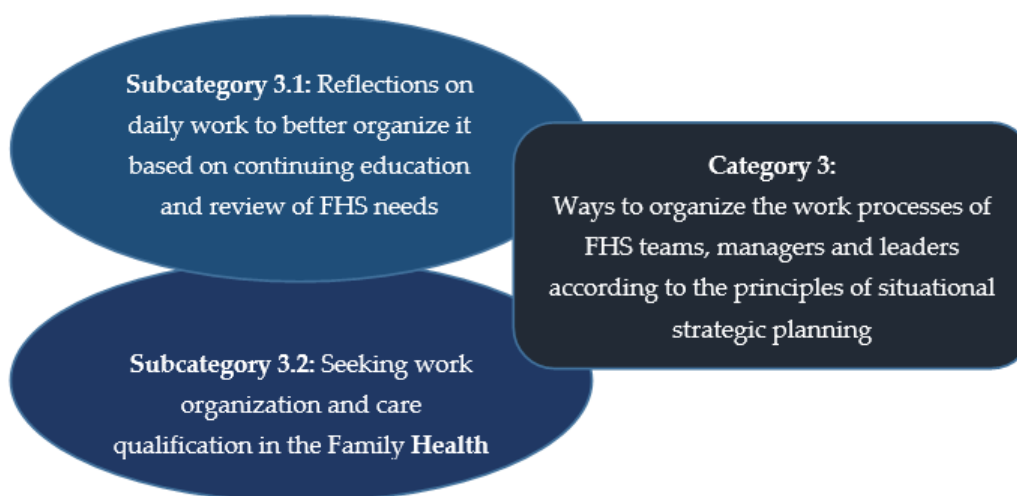 Subcategory 3.1: Reflections on
daily work to better organize it
based on continuing education
and review of FHS needs
Category 3:
Ways to organize the work processes of
FHS teams, managers and leaders
according to the principles of situational
strategic planning
Subcategory 3.2: Seeking work
organization and care
qualification in the Family Health